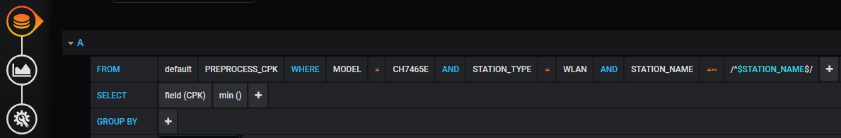 A
FROM default PREPROCESS_CPK WHERE MODEL = CH7465E AND STATION_TYPE = WLAN AND STATION_NAME =~ /^$STATION_NAME$/ +
SELECT field (CPK) min () +
GROUP BY +